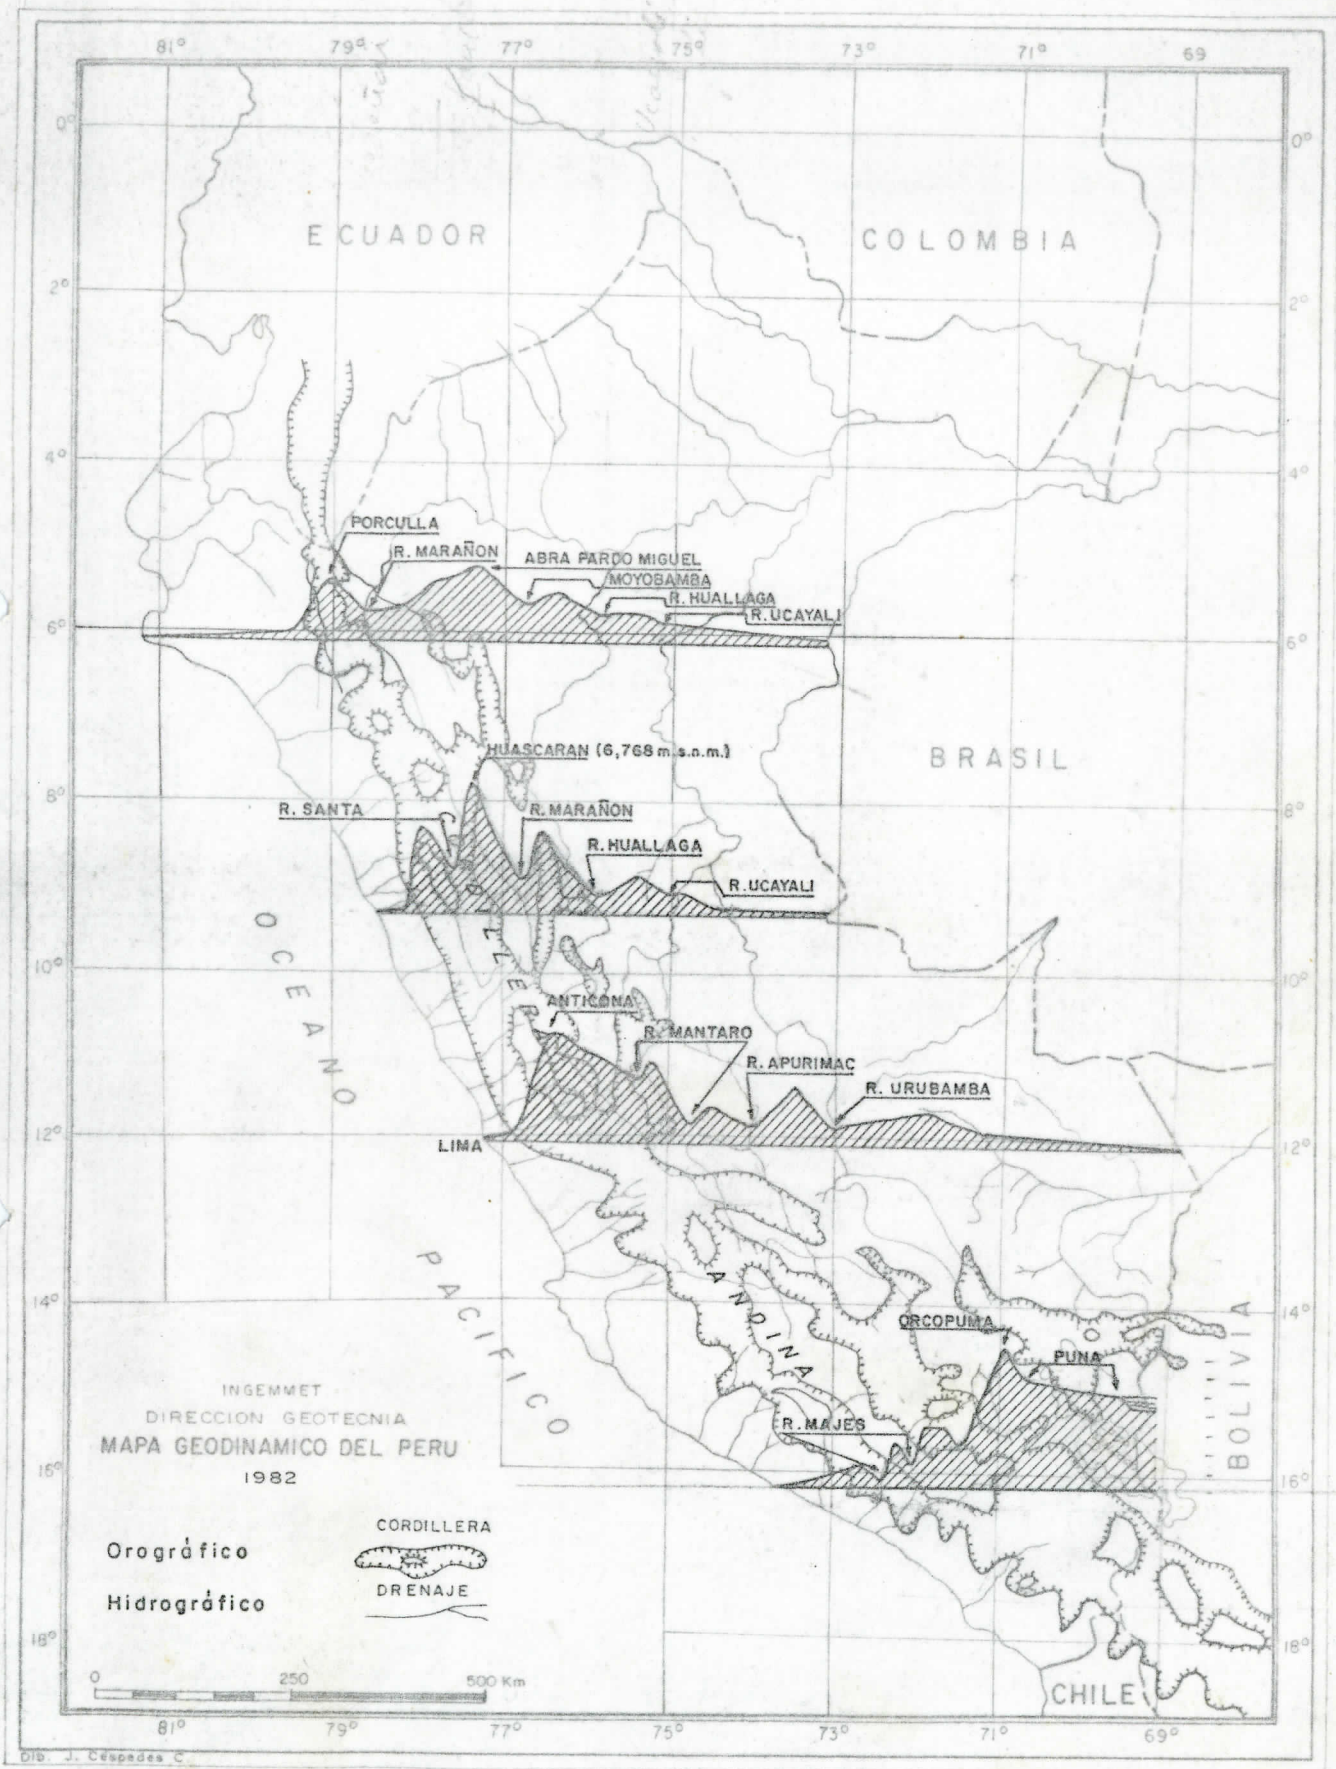 81° 79° 77° 75° 73° 71° 69
0° 0°
ECUADOR COLOMBIA
2° 2°
4° 4°
PORCULLA
R. MARAÑON ABRA PARDO MIGUEL
MOYOBAMBA
R. HUALLAGA
R. UCAYALI
6° 6°
HUASCARAN (6,768 m.s.n.m.)
BRASIL
8° 8°
R. SANTA R. MARAÑON
R. HUALLAGA
R. UCAYALI
OCEANO
10° 10°
ANTICONA
R. MANTARO
R. APURIMAC
R. URUBAMBA
12° 12°
LIMA
PACIFICO
ANDINA
14° 14°
ORCOPUMA
PUNA
BOLIVIA
R. MAJES
INGEMMET
DIRECCION GEOTECNIA
MAPA GEODINAMICO DEL PERU
1982
16° 16°
CORDILLERA
Orográfico
DRENAJE
Hidrográfico
18° 18°
0 250 500 Km
CHILE
81° 79° 77° 75° 73° 71° 69°
Dib. J. Céspedes C.